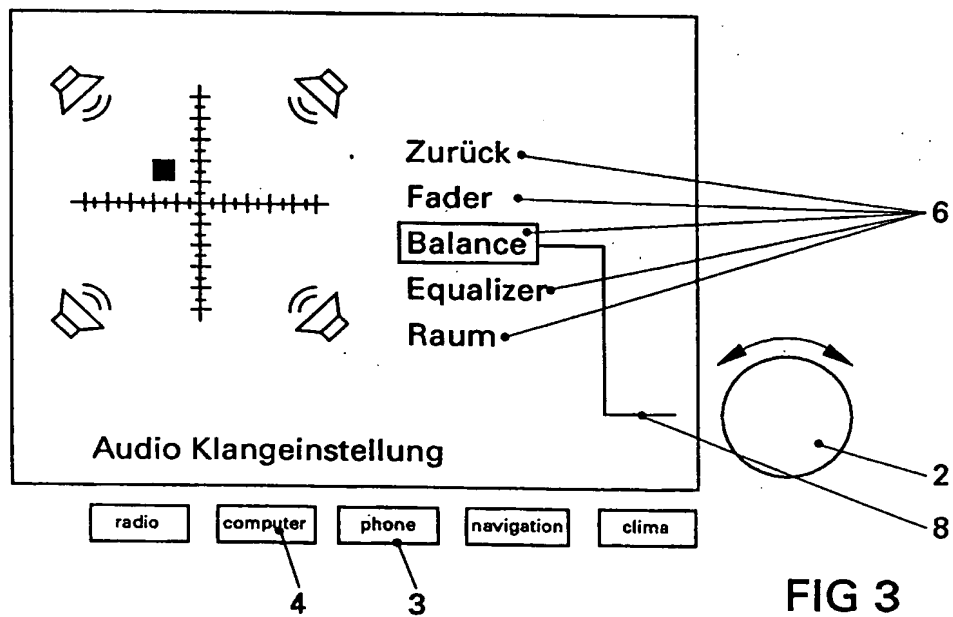 Zurück
Fader
Balance
Equalizer
Raum
6
Audio Klangeinstellung
2
8
radio computer phone navigation clima
4 3
FIG 3